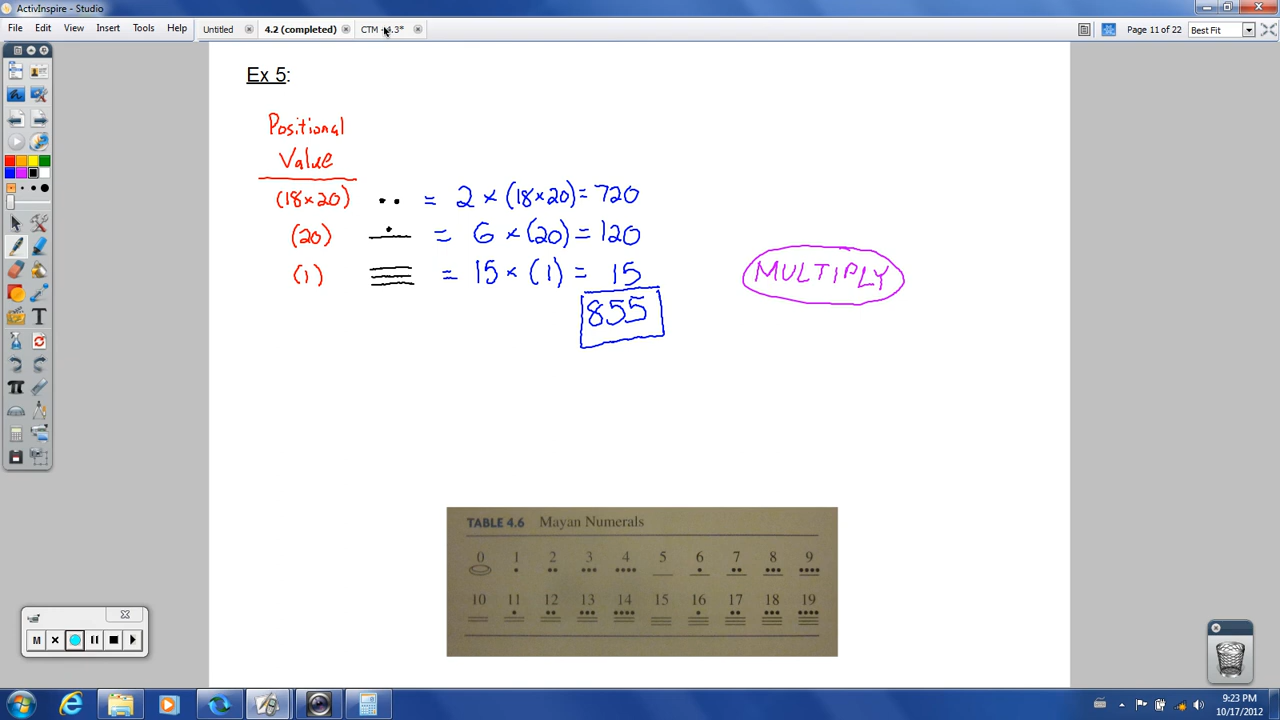 ActivInspire - Studio
File Edit View Insert Tools Help Untitled 4.2 (completed) CTM - 4.3* Page 11 of 22 Best Fit
Ex 5:
Positional
Value
(18×20) = 2 × (18×20) = 720
(20) = 6 × (20) = 120
(1) = 15 × (1) = 15
855
MULTIPLY
TABLE 4.6 Mayan Numerals
0 1 2 3 4 5 6 7 8 9
10 11 12 13 14 15 16 17 18 19
M
9:23 PM
10/17/2012